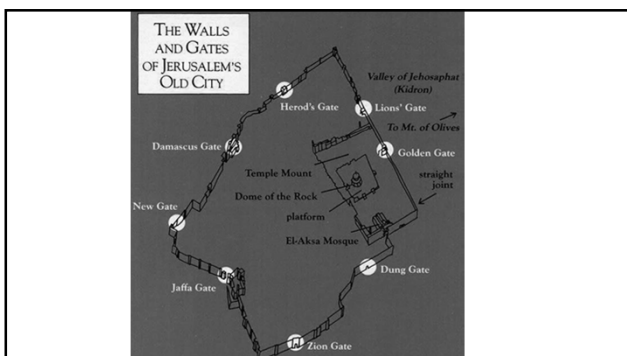 THE WALLS
AND GATES
OF JERUSALEM'S
OLD CITY
Valley of Jehosaphat
(Kidron)
Herod's Gate
Lions' Gate
To Mt. of Olives
Damascus Gate
Golden Gate
Temple Mount
straight
joint
Dome of the Rock
New Gate
platform
El-Aksa Mosque
Dung Gate
Jaffa Gate
Zion Gate